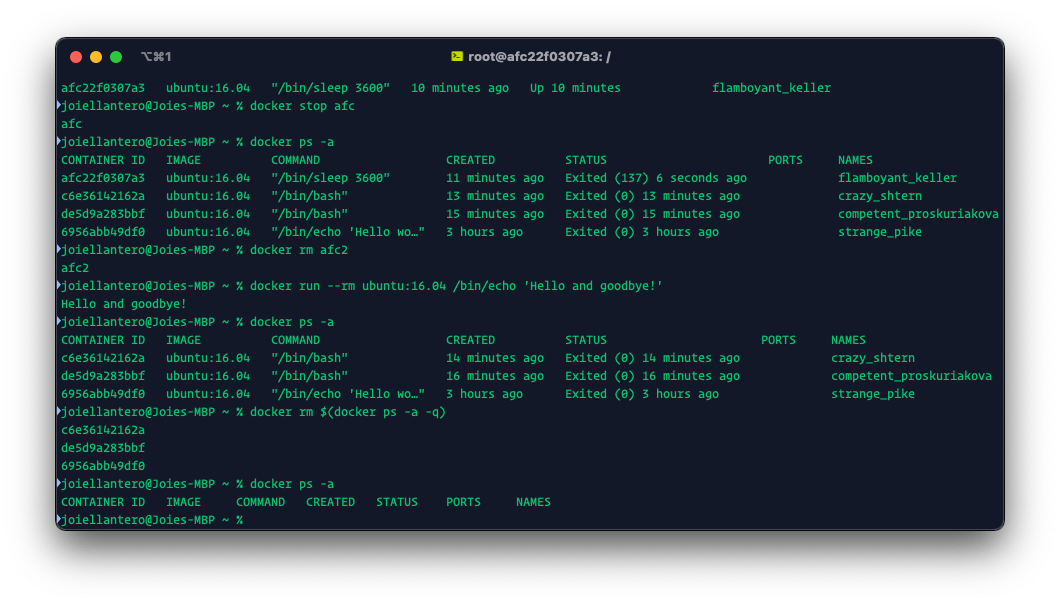 ⌥⌘1 root@afc22f0307a3: /
afc22f0307a3   ubuntu:16.04   "/bin/sleep 3600"   10 minutes ago   Up 10 minutes             flamboyant_keller
joiellantero@Joies-MBP ~ % docker stop afc
afc
joiellantero@Joies-MBP ~ % docker ps -a
CONTAINER ID   IMAGE          COMMAND                  CREATED          STATUS                       PORTS     NAMES
afc22f0307a3   ubuntu:16.04   "/bin/sleep 3600"        11 minutes ago   Exited (137) 6 seconds ago             flamboyant_keller
c6e36142162a   ubuntu:16.04   "/bin/bash"              13 minutes ago   Exited (0) 13 minutes ago              crazy_shtern
de5d9a283bbf   ubuntu:16.04   "/bin/bash"              15 minutes ago   Exited (0) 15 minutes ago              competent_proskuriakova
6956abb49df0   ubuntu:16.04   "/bin/echo 'Hello wo…"   3 hours ago      Exited (0) 3 hours ago                 strange_pike
joiellantero@Joies-MBP ~ % docker rm afc2
afc2
joiellantero@Joies-MBP ~ % docker run --rm ubuntu:16.04 /bin/echo 'Hello and goodbye!'
Hello and goodbye!
joiellantero@Joies-MBP ~ % docker ps -a
CONTAINER ID   IMAGE          COMMAND                  CREATED          STATUS                      PORTS     NAMES
c6e36142162a   ubuntu:16.04   "/bin/bash"              14 minutes ago   Exited (0) 14 minutes ago             crazy_shtern
de5d9a283bbf   ubuntu:16.04   "/bin/bash"              16 minutes ago   Exited (0) 16 minutes ago             competent_proskuriakova
6956abb49df0   ubuntu:16.04   "/bin/echo 'Hello wo…"   3 hours ago      Exited (0) 3 hours ago                strange_pike
joiellantero@Joies-MBP ~ % docker rm $(docker ps -a -q)
c6e36142162a
de5d9a283bbf
6956abb49df0
joiellantero@Joies-MBP ~ % docker ps -a
CONTAINER ID   IMAGE     COMMAND   CREATED   STATUS    PORTS     NAMES
joiellantero@Joies-MBP ~ %